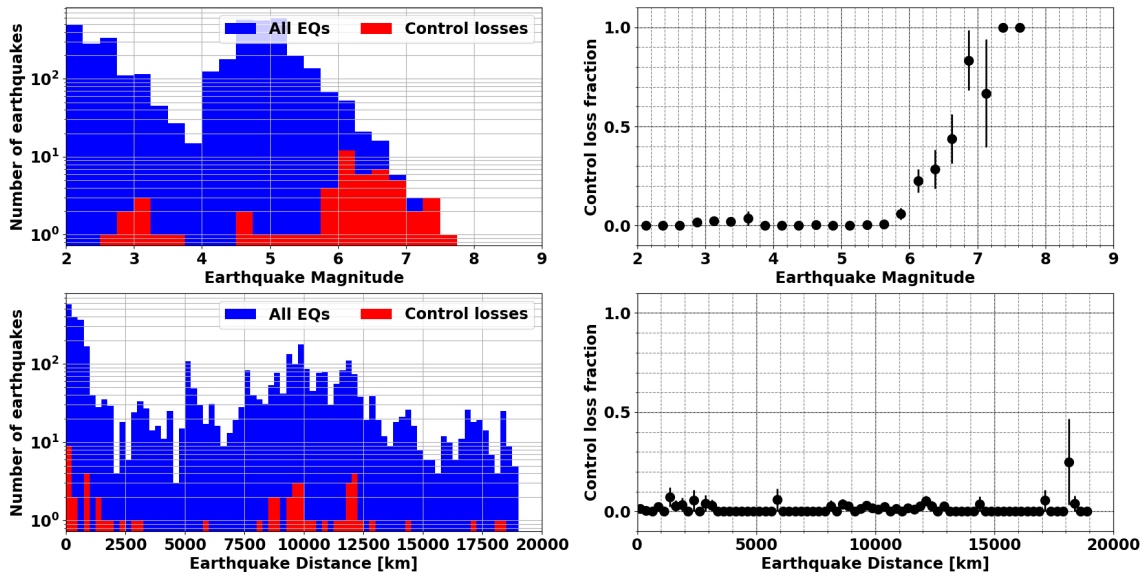 Number of earthquakes
10²
10¹
10⁰
All EQs
Control losses
2 3 4 5 6 7 8 9
Earthquake Magnitude
Control loss fraction
1.0
0.5
0.0
2 3 4 5 6 7 8 9
Earthquake Magnitude
Number of earthquakes
10²
10¹
10⁰
All EQs
Control losses
0 2500 5000 7500 10000 12500 15000 17500 20000
Earthquake Distance [km]
Control loss fraction
1.0
0.5
0.0
0 5000 10000 15000 20000
Earthquake Distance [km]